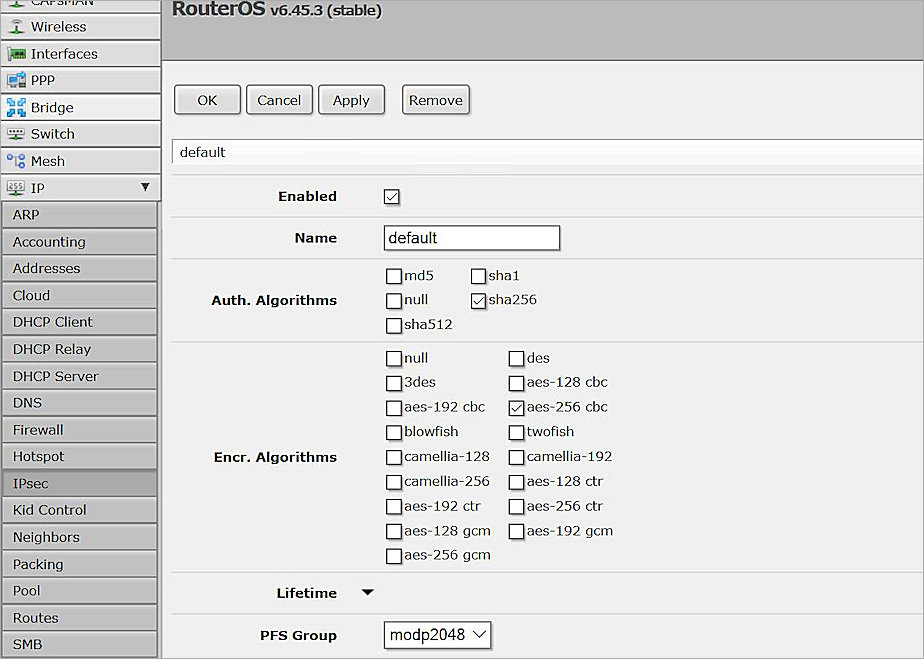 CAPsMAN
RouterOS v6.45.3 (stable)
Wireless
Interfaces
PPP
Bridge
Switch
Mesh
255 IP ▼
ARP
Accounting
Addresses
Cloud
DHCP Client
DHCP Relay
DHCP Server
DNS
Firewall
Hotspot
IPsec
Kid Control
Neighbors
Packing
Pool
Routes
SMB
OK Cancel Apply Remove
default
Enabled
Name default
Auth. Algorithms
md5 sha1
null sha256
sha512
Encr. Algorithms
null des
3des aes-128 cbc
aes-192 cbc aes-256 cbc
blowfish twofish
camellia-128 camellia-192
camellia-256 aes-128 ctr
aes-192 ctr aes-256 ctr
aes-128 gcm aes-192 gcm
aes-256 gcm
Lifetime
PFS Group modp2048